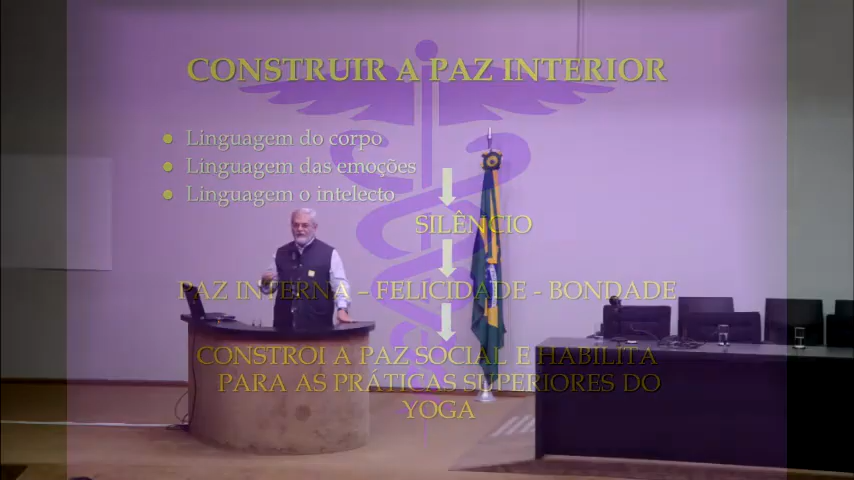 CONSTRUIR A PAZ INTERIOR
● Linguagem do corpo
● Linguagem das emoções
● Linguagem o intelecto
SILÊNCIO
PAZ INTERNA – FELICIDADE - BONDADE
CONSTROI A PAZ SOCIAL E HABILITA
PARA AS PRÁTICAS SUPERIORES DO
YOGA